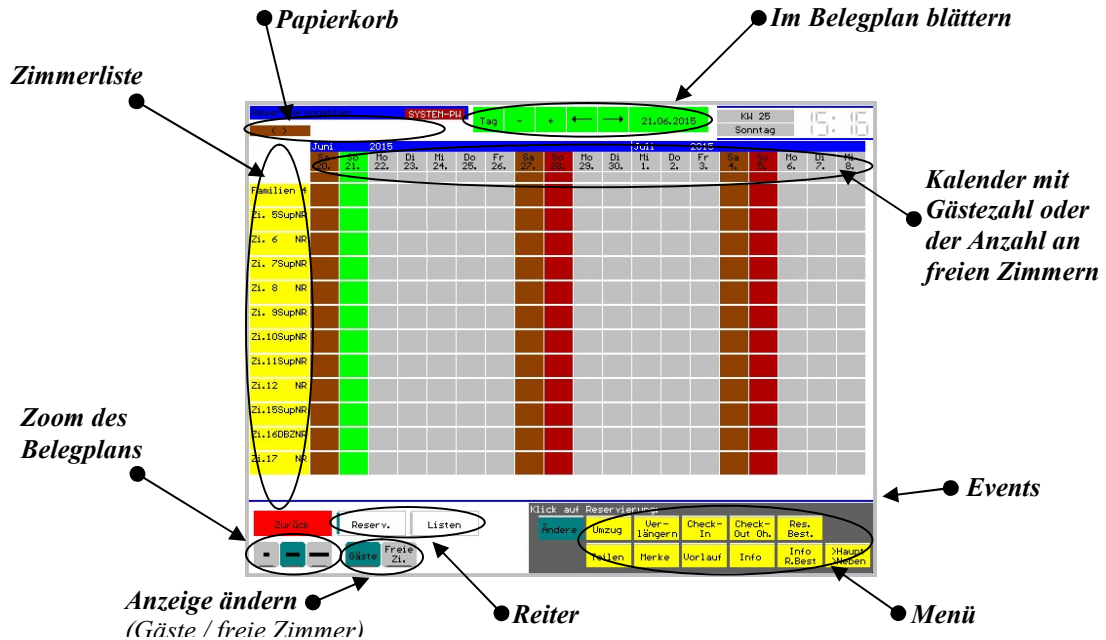 Papierkorb
Im Belegplan blättern
Zimmerliste
SYSTEM-PW
Tag - + ← → 21.06.2015
KW 25
Sonntag
15:16
( )
Juni 2015 Juli 2015
Sa So Mo Di Mi Do Fr Sa So Mo Di Mi Do Fr Sa So Mo Di Mi
20. 21. 22. 23. 24. 25. 26. 27. 28. 29. 30. 1. 2. 3. 4. 5. 6. 7. 8.
Kalender mit
Gästezahl oder
der Anzahl an
freien Zimmern
Familien 4
Zi. 5SupNR
Zi. 6 NR
Zi. 7SupNR
Zi. 8 NR
Zi. 9SupNR
Zi.10SupNR
Zi.11SupNR
Zi.12 NR
Zi.15SupNR
Zi.16DBZNR
Zi.17 NR
Zoom des
Belegplans
Events
Zurück
Reserv.
Listen
Gäste
Freie
Zi.
Klick auf Reservierung:
Ändere
Umzug
Ver-
längern
Check-
In
Check-
Out Oh.
Res.
Best.
Teilen
Merke
Vorlauf
Info
Info
R.Best
>Haupt
>Neben
Anzeige ändern
(Gäste / freie Zimmer)
Reiter
Menü